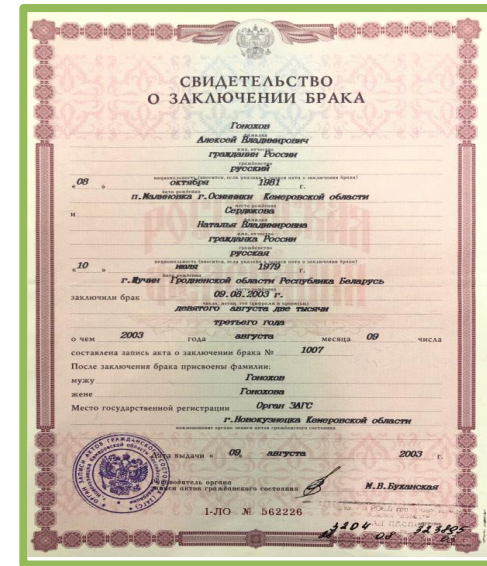 СВИДЕТЕЛЬСТВО
О ЗАКЛЮЧЕНИИ БРАКА
Гонохов
фамилия
Алексей Владимирович
имя, отчество
гражданин России
гражданство
русский
национальность (вносится, если указана в записи акта о заключении брака)
« 08 » октября 1981 г.
дата рождения
п.Малиновка г.Осинники Кемеровской области
место рождения
и Сердюкова
фамилия
Наталья Владимировна
имя, отчество
гражданка России
гражданство
русская
национальность (вносится, если указана в записи акта о заключении брака)
« 10 » июля 1979 г.
дата рождения
г.Щучин Гродненской области Республика Беларусь
место рождения
заключили брак 09.08.2003 г.
число, месяц, год (цифрами и прописью)
девятого августа две тысячи
третьего года
о чем 2003 года августа месяца 09 числа
составлена запись акта о заключении брака № 1007
После заключения брака присвоены фамилии:
мужу Гонохов
жене Гонохова
Место государственной регистрации Орган ЗАГС
наименование органа записи актов гражданского состояния
г.Новокузнецка Кемеровской области
Дата выдачи « 09 августа 2003 г.
Руководитель органа
записи актов гражданского состояния М.В.Буханская
I-ЛО № 562226
3204 323895